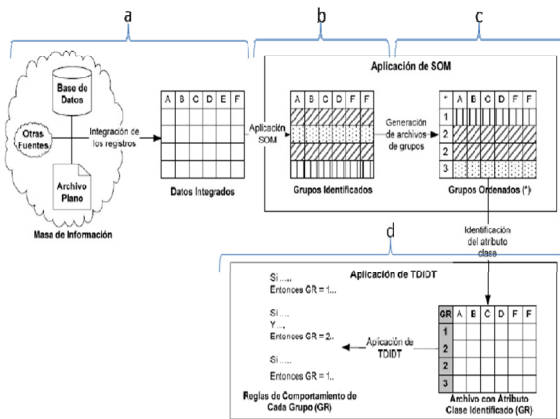 a
b
c
Aplicación de SOM
Base de
Datos
Otras
Fuentes
Archivo
Plano
Masa de Información
Integración de
los registros
A B C D E F
Datos Integrados
Aplicación
SOM
A B C D F F
Grupos Identificados
Generación
de archivos
de grupos
* A B C D F F
1
2
2
3
Grupos Ordenados (*)
Identificación
del atributo
clase
d
Aplicación de TDIDT
Si .....
Entonces GR = 1...
Si ....
Y ...,
Entonces GR = 2..
Si .....
Entonces GR = 1..
Reglas de Comportamiento de
Cada Grupo (GR)
Aplicación de
TDIDT
GR A B C D F F
1
2
2
3
Archivo con Atributo
Clase Identificado (GR)